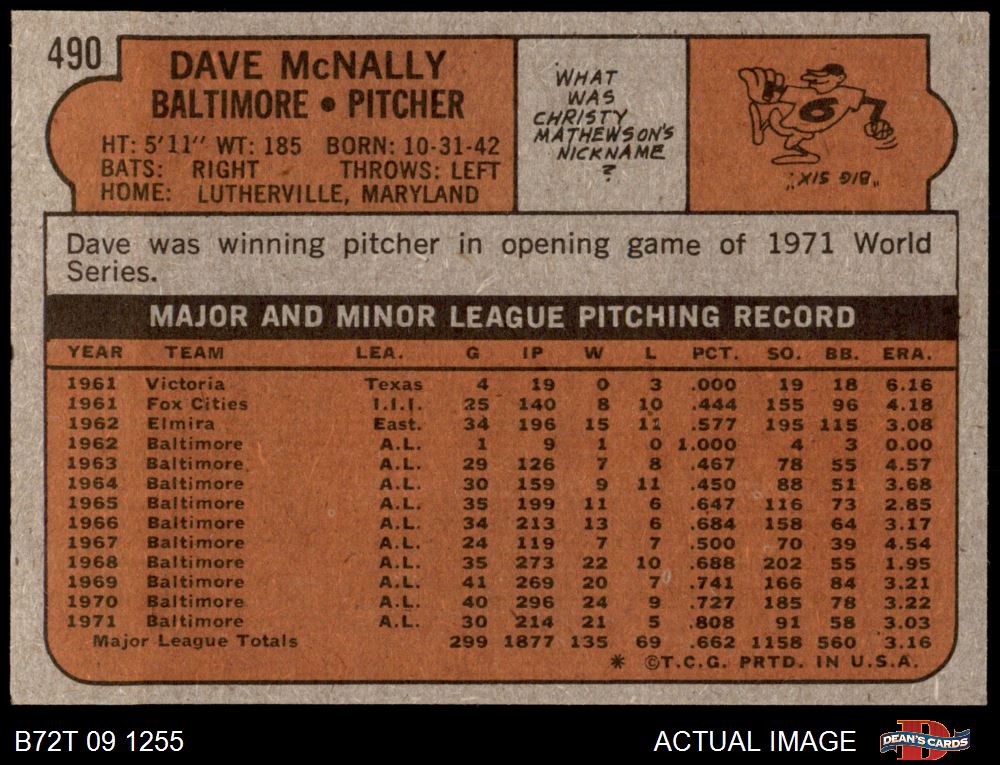 490
DAVE McNALLY
BALTIMORE • PITCHER
HT: 5'11" WT: 185 BORN: 10-31-42
BATS: RIGHT THROWS: LEFT
HOME: LUTHERVILLE, MARYLAND
WHAT
WAS
CHRISTY
MATHEWSON'S
NICKNAME
?
6
"BIG SIX".
Dave was winning pitcher in opening game of 1971 World
Series.
MAJOR AND MINOR LEAGUE PITCHING RECORD
YEAR TEAM LEA. G IP W L PCT. SO. BB. ERA.
1961 Victoria Texas 4 19 0 3 .000 19 18 6.16
1961 Fox Cities I.I.I. 25 140 8 10 .444 155 96 4.18
1962 Elmira East. 34 196 15 11 .577 195 115 3.08
1962 Baltimore A.L. 1 9 1 0 1.000 4 3 0.00
1963 Baltimore A.L. 29 126 7 8 .467 78 55 4.57
1964 Baltimore A.L. 30 159 9 11 .450 88 51 3.68
1965 Baltimore A.L. 35 199 11 6 .647 116 73 2.85
1966 Baltimore A.L. 34 213 13 6 .684 158 64 3.17
1967 Baltimore A.L. 24 119 7 7 .500 70 39 4.54
1968 Baltimore A.L. 35 273 22 10 .688 202 55 1.95
1969 Baltimore A.L. 41 269 20 7 .741 166 84 3.21
1970 Baltimore A.L. 40 296 24 9 .727 185 78 3.22
1971 Baltimore A.L. 30 214 21 5 .808 91 58 3.03
Major League Totals 299 1877 135 69 .662 1158 560 3.16
* ©T.C.G. PRTD. IN U.S.A.
B72T 09 1255
ACTUAL IMAGE
D
DEAN'S CARDS